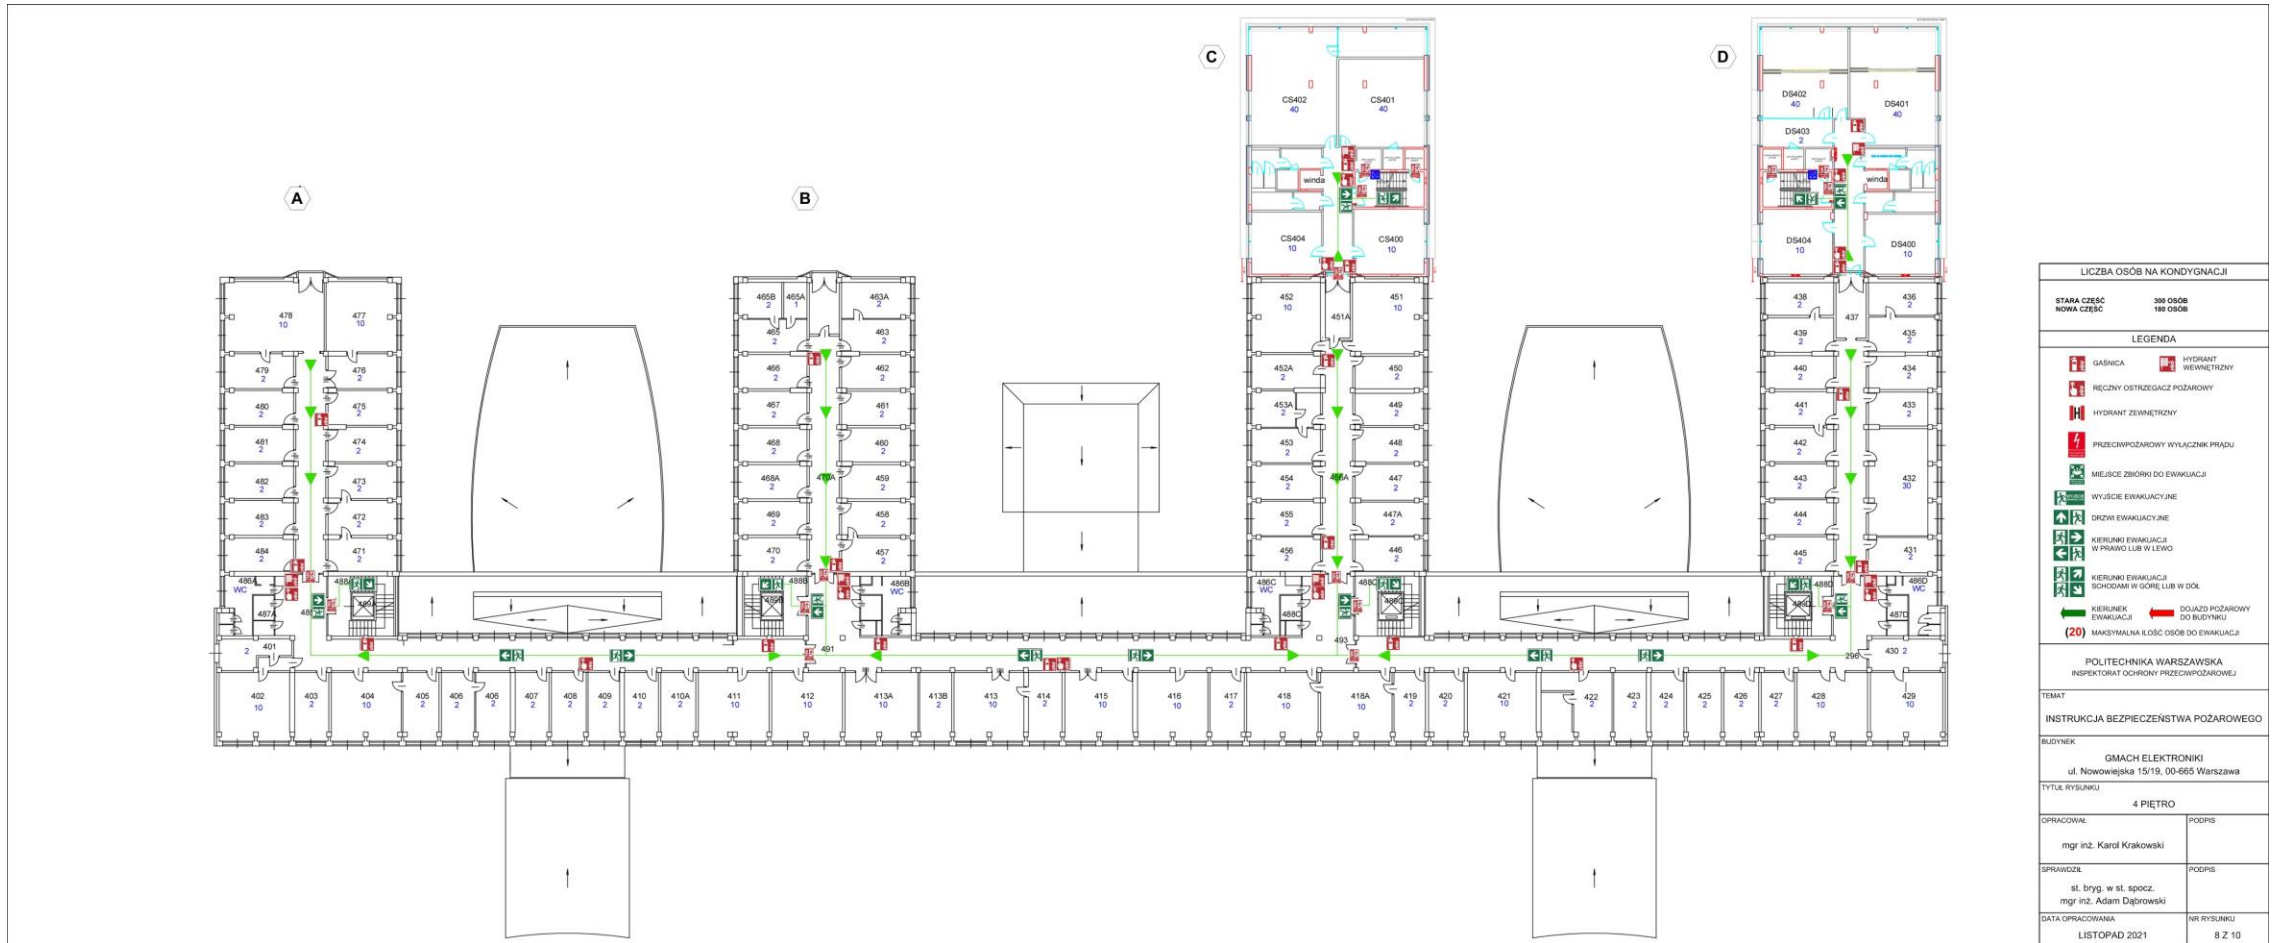 A
B
C
D
CS402
40
CS401
40
winda
CS404
10
CS400
10
DS402
40
DS401
40
DS403
2
winda
DS404
10
DS400
10
478
10
477
10
479
2
476
2
480
2
475
2
481
2
474
2
482
2
473
2
483
2
472
2
484
2
471
2
486A
WC
487A
489A
2
401
465B
2
465A
1
463A
2
465
2
463
2
466
2
462
2
467
2
461
2
468
2
460
2
468A
2
470A
459
2
469
2
458
2
470
2
457
2
488B
486B
WC
489B
491
452
10
451
10
451A
452A
2
450
2
453A
2
449
2
453
2
448
2
454
2
456A
447
2
455
2
447A
2
456
2
446
2
486C
WC
488C
488C
489C
493
438
2
436
2
437
439
2
435
2
440
2
434
2
441
2
433
2
442
2
443
2
432
30
444
2
445
2
431
2
488D
486D
WC
489D
487D
296
430
2
402
10
403
2
404
10
405
2
406
2
406
2
407
2
408
2
409
2
410
2
410A
2
411
10
412
10
413A
10
413B
2
413
10
414
2
415
10
416
10
417
2
418
10
418A
10
419
2
420
2
421
10
422
2
423
2
424
2
425
2
426
2
427
2
428
10
429
10
LICZBA OSÓB NA KONDYGNACJI
STARA CZĘŚĆ 300 OSÓB
NOWA CZĘŚĆ 180 OSÓB
LEGENDA
GAŚNICA
HYDRANT
WEWNĘTRZNY
RĘCZNY OSTRZEGACZ POŻAROWY
H
HYDRANT ZEWNĘTRZNY
PRZECIWPOŻAROWY WYŁĄCZNIK PRĄDU
MIEJSCE ZBIÓRKI DO EWAKUACJI
WYJŚCIE EWAKUACYJNE
DRZWI EWAKUACYJNE
KIERUNKI EWAKUACJI
W PRAWO LUB W LEWO
KIERUNKI EWAKUACJI
SCHODAMI W GÓRĘ LUB W DÓŁ
KIERUNEK
EWAKUACJI
DOJAZD POŻAROWY
DO BUDYNKU
(20) MAKSYMALNA ILOŚĆ OSÓB DO EWAKUACJI
POLITECHNIKA WARSZAWSKA
INSPEKTORAT OCHRONY PRZECIWPOŻAROWEJ
TEMAT
INSTRUKCJA BEZPIECZEŃSTWA POŻAROWEGO
BUDYNEK
GMACH ELEKTRONIKI
ul. Nowowiejska 15/19, 00-665 Warszawa
TYTUŁ RYSUNKU
4 PIĘTRO
OPRACOWAŁ
PODPIS
mgr inż. Karol Krakowski
SPRAWDZIŁ
PODPIS
st. bryg. w st. spocz.
mgr inż. Adam Dąbrowski
DATA OPRACOWANIA
NR RYSUNKU
LISTOPAD 2021
8 Z 10